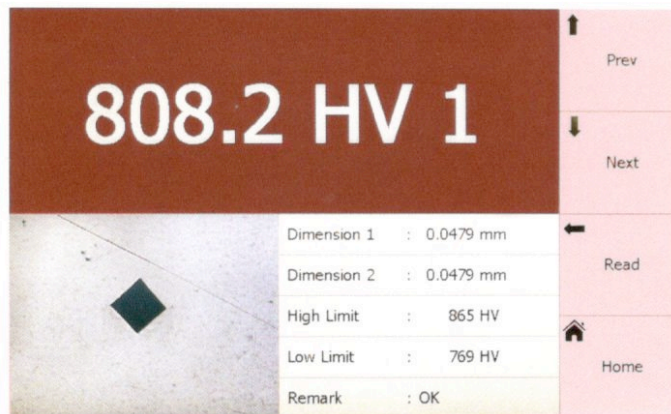 808.2 HV 1
Prev
Next
Read
Home
Dimension 1 : 0.0479 mm
Dimension 2 : 0.0479 mm
High Limit : 865 HV
Low Limit : 769 HV
Remark : OK